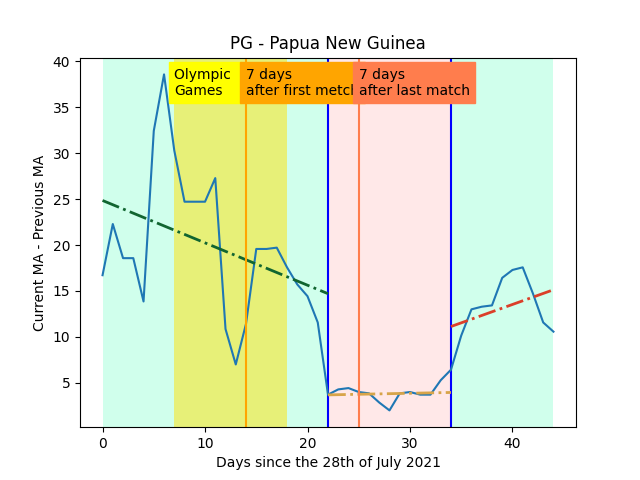 PG - Papua New Guinea
Olympic
Games
7 days
after first metch
7 days
after last match
Current MA - Previous MA
40
35
30
25
20
15
10
5
0
10
20
30
40
Days since the 28th of July 2021